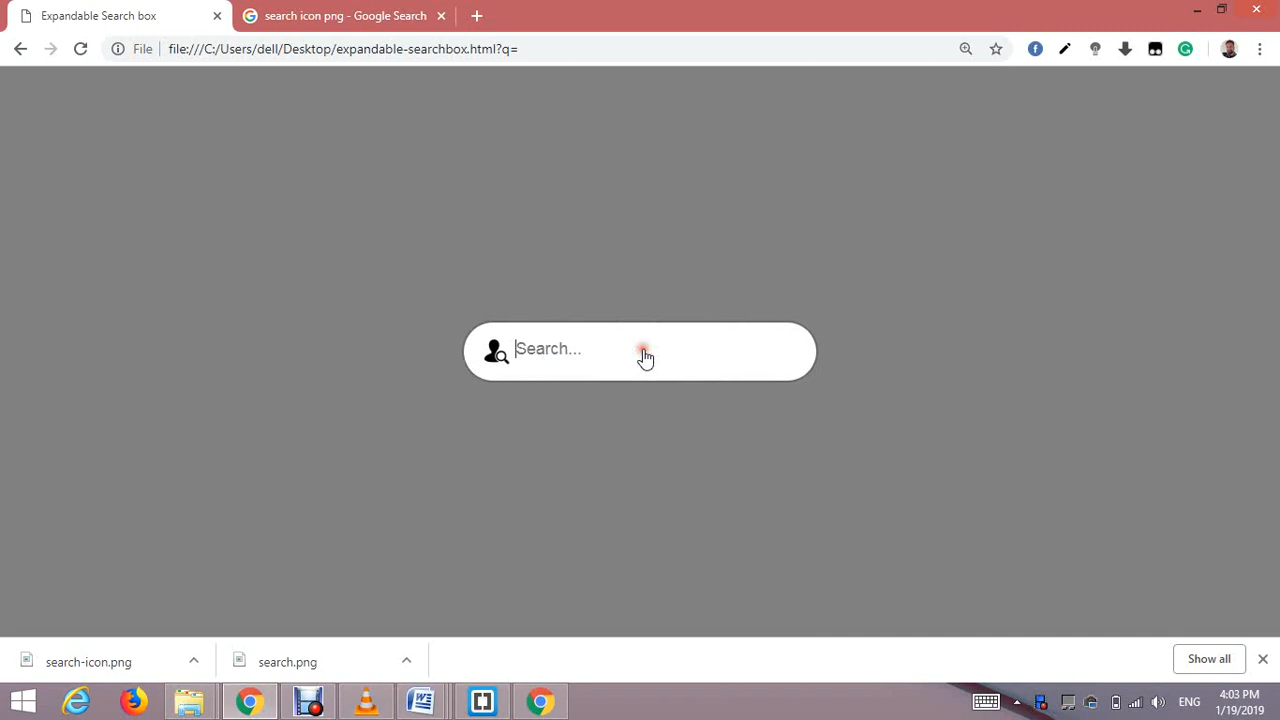 Expandable Search box
search icon png - Google Search
File
file:///C:/Users/dell/Desktop/expandable-searchbox.html?q=
Search...
search-icon.png
search.png
Show all
ENG
4:03 PM
1/19/2019